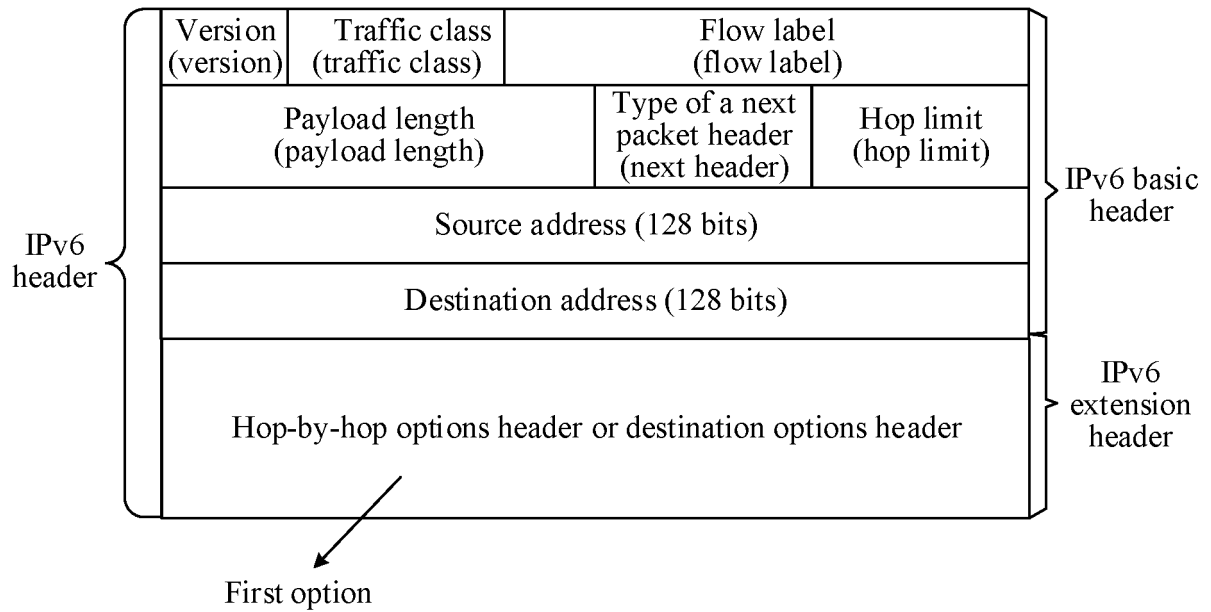 Version
(version)
Traffic class
(traffic class)
Flow label
(flow label)
Payload length
(payload length)
Type of a next
packet header
(next header)
Hop limit
(hop limit)
Source address (128 bits)
Destination address (128 bits)
Hop-by-hop options header or destination options header
First option
IPv6
header
IPv6 basic
header
IPv6
extension
header